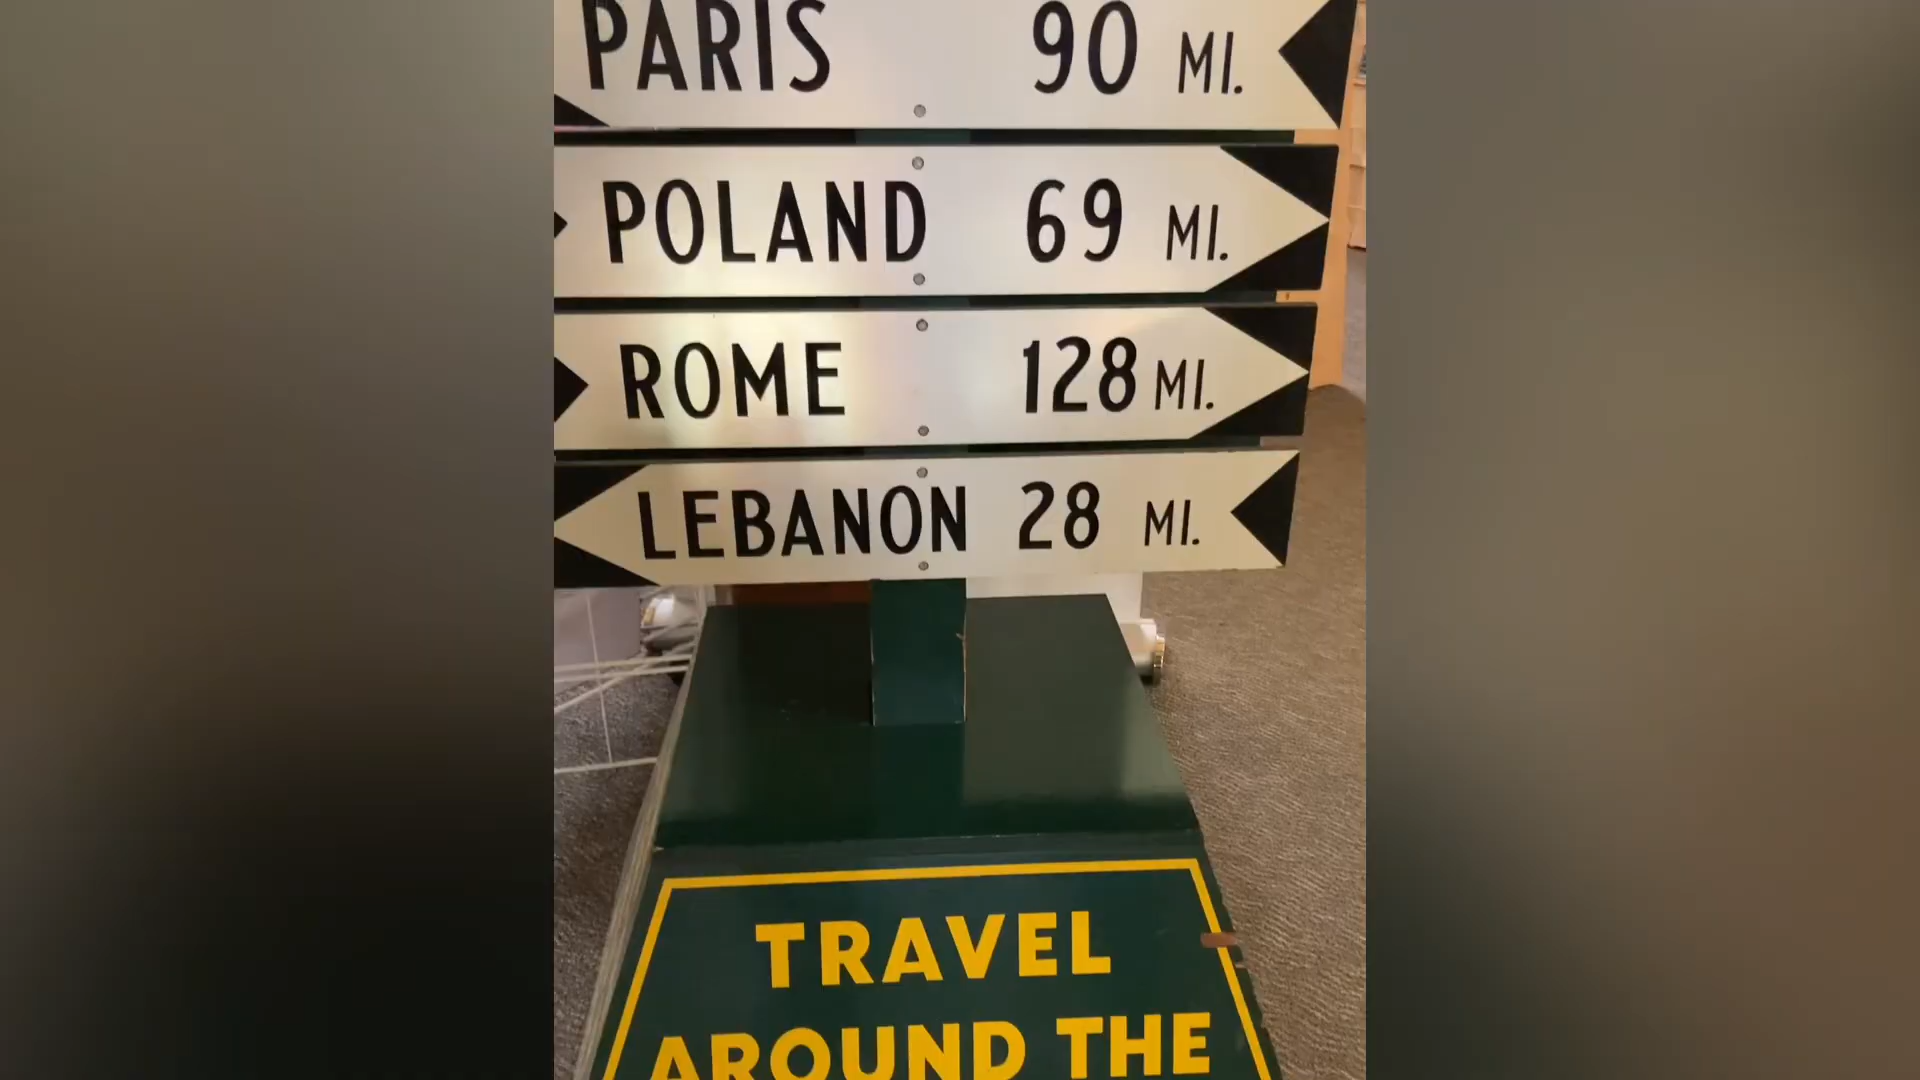 PARIS 90 MI.
POLAND 69 MI.
ROME 128 MI.
LEBANON 28 MI.
TRAVEL
AROUND THE